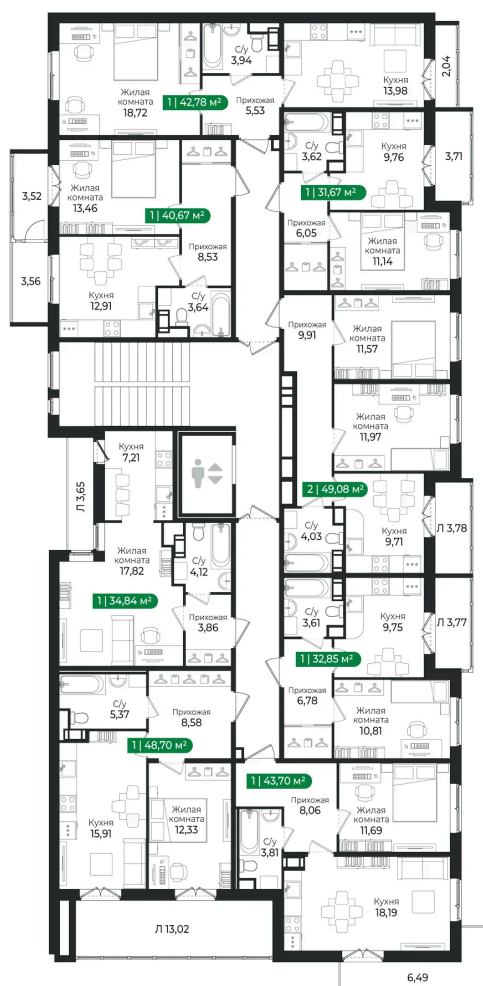 С/у
3,94
Жилая
комната
18,72
1 | 42,78 м²
Прихожая
5,53
Кухня
13,98
2,04
С/у
3,62
9,76
3,71
3,52
Жилая
комната
13,46
1 | 40,67 м²
1 | 31,67 м²
6,05
Жилая
комната
11,14
Прихожая
8,53
3,56
Кухня
12,91
С/у
3,64
Прихожая
9,91
Жилая
комната
11,57
Жилая
комната
11,97
Кухня
7,21
Л 3,65
2 | 49,08 м²
С/у
4,03
9,71
Л 3,78
Жилая
комната
17,82
С/у
4,12
1 | 34,84 м²
Прихожая
3,86
С/у
3,61
9,75
Л 3,77
1 | 32,85 м²
6,78
С/у
5,37
Прихожая
8,58
Жилая
комната
10,81
1 | 48,70 м²
1 | 43,70 м²
Прихожая
8,06
Жилая
комната
11,69
Кухня
15,91
Жилая
комната
12,33
С/у
3,81
Кухня
18,19
Л 13,02
6,49